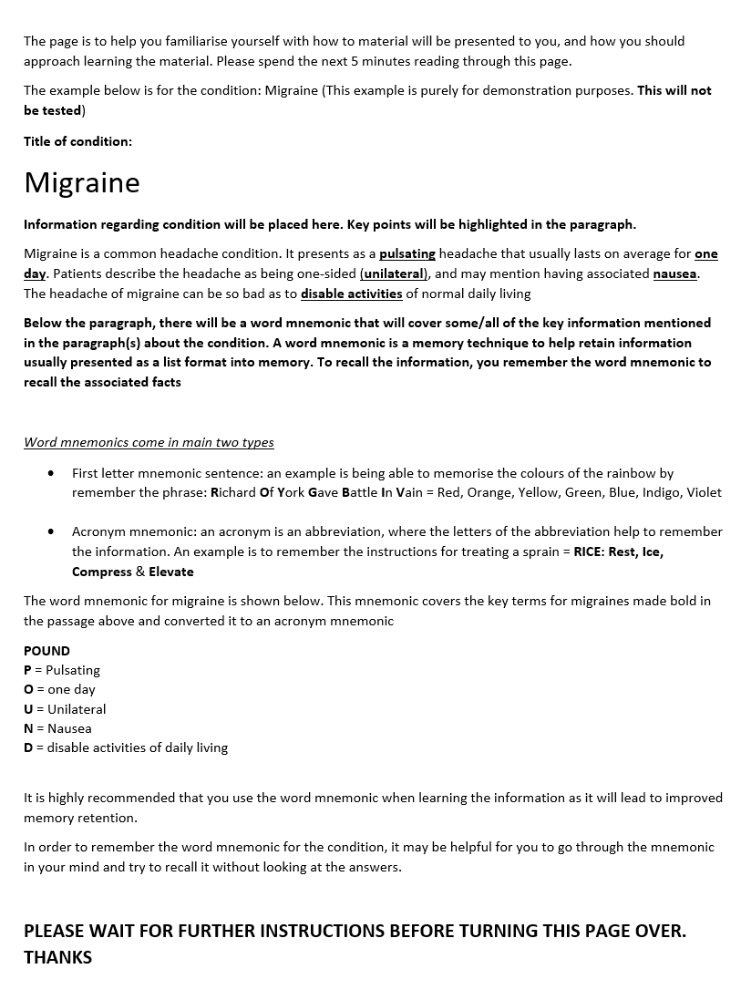 The page is to help you familiarise yourself with how to material will be presented to you, and how you should
approach learning the material. Please spend the next 5 minutes reading through this page.
The example below is for the condition: Migraine (This example is purely for demonstration purposes. This will not
be tested)
Title of condition:
Migraine
Information regarding condition will be placed here. Key points will be highlighted in the paragraph.
Migraine is a common headache condition. It presents as a pulsating headache that usually lasts on average for one
day. Patients describe the headache as being one-sided (unilateral), and may mention having associated nausea.
The headache of migraine can be so bad as to disable activities of normal daily living
Below the paragraph, there will be a word mnemonic that will cover some/all of the key information mentioned
in the paragraph(s) about the condition. A word mnemonic is a memory technique to help retain information
usually presented as a list format into memory. To recall the information, you remember the word mnemonic to
recall the associated facts
Word mnemonics come in main two types
• First letter mnemonic sentence: an example is being able to memorise the colours of the rainbow by
remember the phrase: Richard Of York Gave Battle In Vain = Red, Orange, Yellow, Green, Blue, Indigo, Violet
• Acronym mnemonic: an acronym is an abbreviation, where the letters of the abbreviation help to remember
the information. An example is to remember the instructions for treating a sprain = RICE: Rest, Ice,
Compress & Elevate
The word mnemonic for migraine is shown below. This mnemonic covers the key terms for migraines made bold in
the passage above and converted it to an acronym mnemonic
POUND
P = Pulsating
O = one day
U = Unilateral
N = Nausea
D = disable activities of daily living
It is highly recommended that you use the word mnemonic when learning the information as it will lead to improved
memory retention.
In order to remember the word mnemonic for the condition, it may be helpful for you to go through the mnemonic
in your mind and try to recall it without looking at the answers.
PLEASE WAIT FOR FURTHER INSTRUCTIONS BEFORE TURNING THIS PAGE OVER.
THANKS